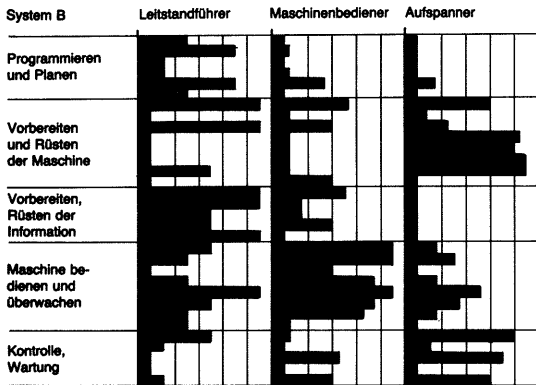 System B
Leitstandführer
Maschinenbediener
Aufspanner
Programmieren
und Planen
Vorbereiten
und Rüsten
der Maschine
Vorbereiten,
Rüsten der
Information
Maschine be-
dienen und
überwachen
Kontrolle,
Wartung